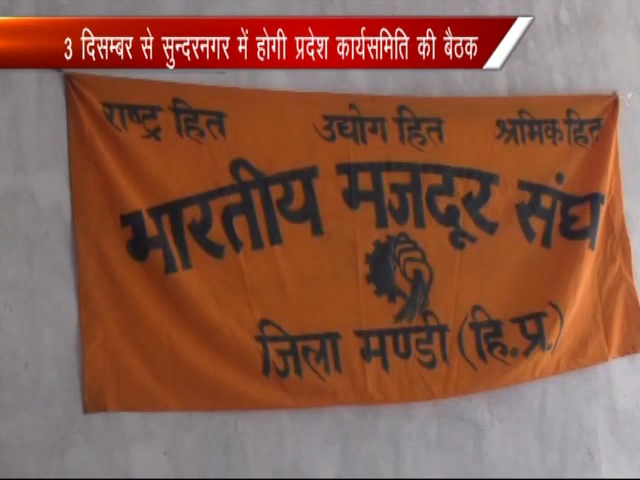 3 दिसम्बर से सुन्दरनगर में होगी प्रदेश कार्यसमिति की बैठक
राष्ट्र हित उद्योग हित श्रमिक हित
भारतीय मजदूर संघ
जिला मण्डी (हि.प्र.)